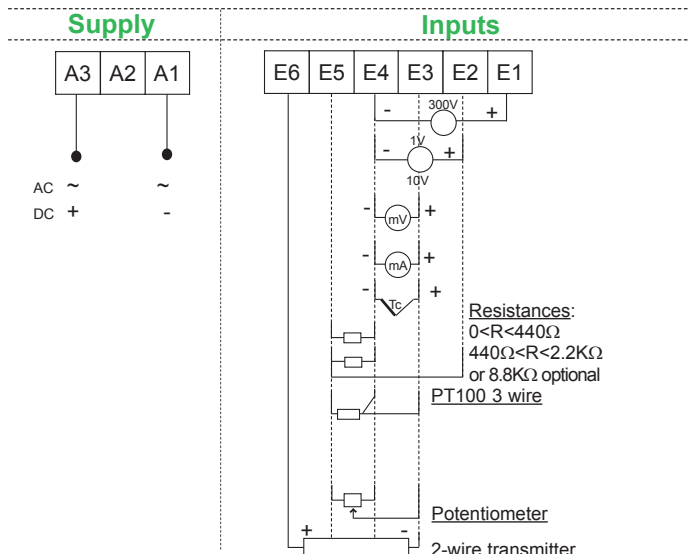 Supply Inputs
A3 A2 A1 E6 E5 E4 E3 E2 E1
- 300V +
- 1V +
10V
AC ~ ~
DC + -
- mV +
- mA +
- Tc +
Resistances:
0<R<440Ω
440Ω<R<2.2KΩ
or 8.8KΩ optional
PT100 3 wire
Potentiometer
+ -
2-wire transmitter